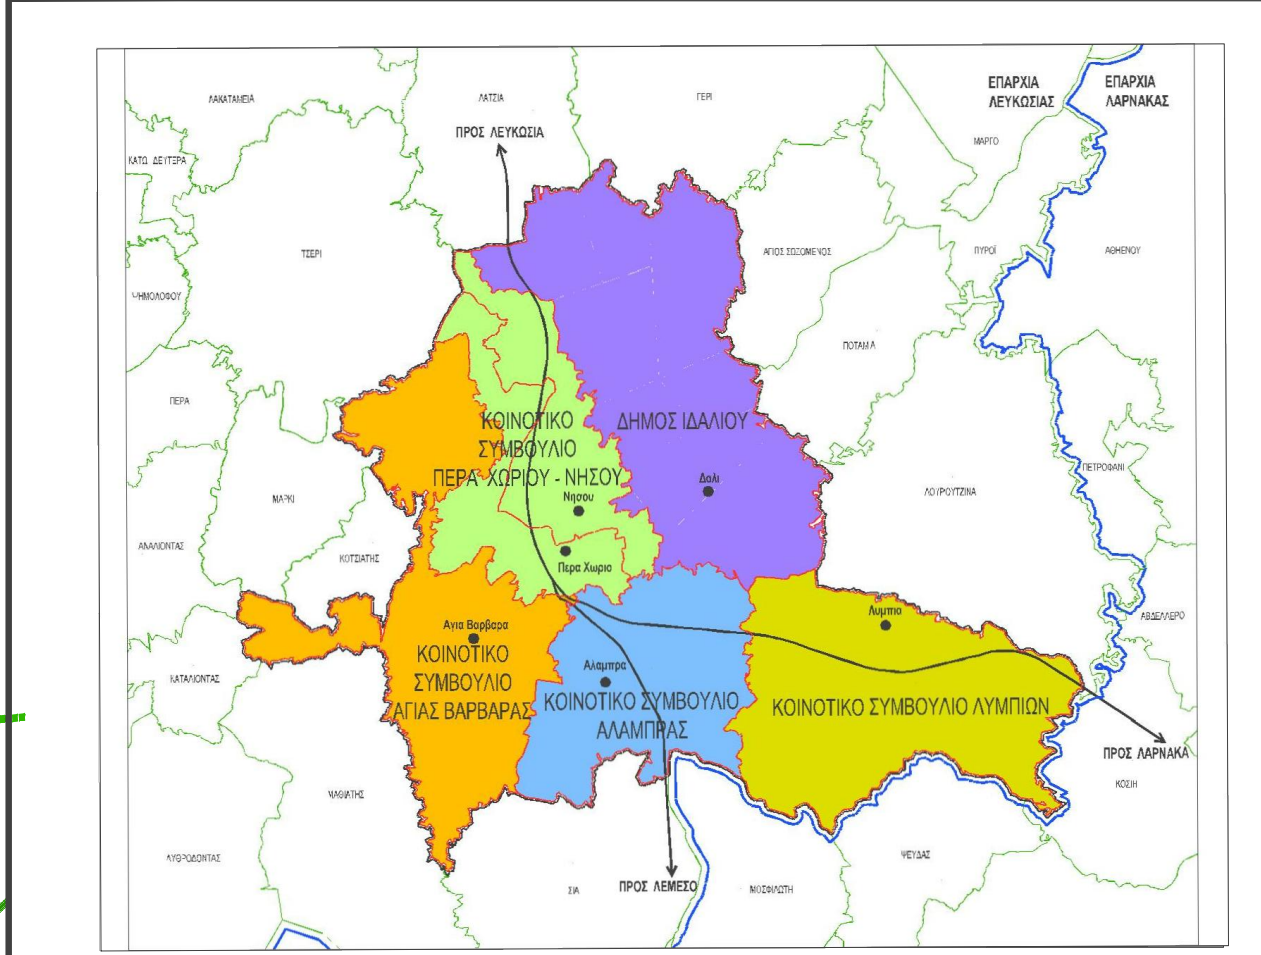 ΕΠΑΡΧΙΑ
ΛΕΥΚΩΣΙΑΣ
ΕΠΑΡΧΙΑ
ΛΑΡΝΑΚΑΣ
ΛΑΚΑΤΑΜΕΙΑ
ΛΑΤΣΙΑ
ΓΕΡΙ
ΠΡΟΣ ΛΕΥΚΩΣΙΑ
ΜΑΡΓΟ
ΚΑΤΩ ΔΕΥΤΕΡΑ
ΤΣΕΡΙ
ΑΓΙΟΣ ΣΩΖΟΜΕΝΟΣ
ΠΥΡΟΪ
ΑΘΗΕΝΟΥ
ΨΗΜΟΛΟΦΟΥ
ΠΟΤΑΜΙΑ
ΠΕΡΑ
ΚΟΙΝΟΤΙΚΟ
ΣΥΜΒΟΥΛΙΟ
ΠΕΡΑ ΧΩΡΙΟΥ - ΝΗΣΟΥ
ΔΗΜΟΣ ΙΔΑΛΙΟΥ
ΠΕΤΡΟΦΑΝΙ
Δαλι
Νησου
ΜΑΡΚΙ
ΛΟΥΡΟΥΤΖΙΝΑ
ΑΝΑΛΙΟΝΤΑΣ
ΚΟΤΣΙΑΤΗΣ
Περα Χωριο
Λυμπια
ΑΒΔΕΛΛΕΡΟ
Αγια Βαρβαρα
ΚΟΙΝΟΤΙΚΟ
ΣΥΜΒΟΥΛΙΟ
ΑΓΙΑΣ ΒΑΡΒΑΡΑΣ
Αλαμπρα
ΚΟΙΝΟΤΙΚΟ ΣΥΜΒΟΥΛΙΟ
ΑΛΑΜΠΡΑΣ
ΚΟΙΝΟΤΙΚΟ ΣΥΜΒΟΥΛΙΟ ΛΥΜΠΙΩΝ
ΚΑΤΑΛΙΟΝΤΑΣ
ΠΡΟΣ ΛΑΡΝΑΚΑ
ΚΟΣΙΗ
ΜΑΘΙΑΤΗΣ
ΛΥΘΡΟΔΟΝΤΑΣ
ΨΕΥΔΑΣ
ΣΙΑ
ΠΡΟΣ ΛΕΜΕΣΟ
ΜΟΣΦΙΛΩΤΗ